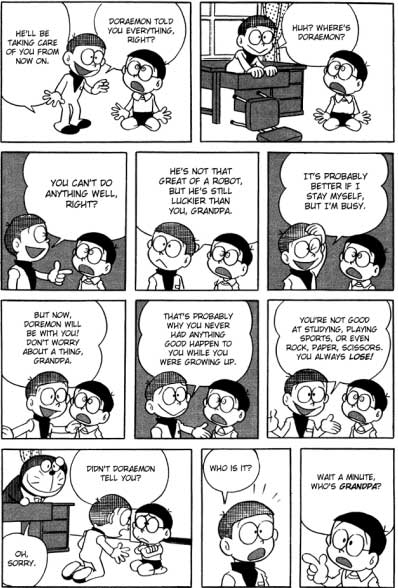 HUH? WHERE'S
DORAEMON?
DORAEMON TOLD
YOU EVERYTHING,
RIGHT?
HE'LL BE
TAKING CARE
OF YOU FROM
NOW ON.
IT'S PROBABLY
BETTER IF I
STAY MYSELF,
BUT I'M BUSY.
HE'S NOT THAT
GREAT OF A ROBOT,
BUT HE'S STILL
LUCKIER THAN
YOU, GRANDPA.
YOU CAN'T DO
ANYTHING WELL,
RIGHT?
YOU'RE NOT GOOD
AT STUDYING, PLAYING
SPORTS, OR EVEN
ROCK, PAPER, SCISSORS.
YOU ALWAYS LOSE!
THAT'S PROBABLY
WHY YOU NEVER
HAD ANYTHING
GOOD HAPPEN TO
YOU WHILE YOU
WERE GROWING UP.
BUT NOW,
DOREMON WILL
BE WITH YOU!
DON'T WORRY
ABOUT A THING,
GRANDPA.
WAIT A MINUTE,
WHO'S GRANDPA?
WHO IS IT?
DIDN'T DORAEMON
TELL YOU?
OH,
SORRY.